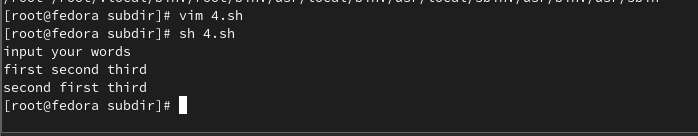 [root@fedora subdir]# vim 4.sh
[root@fedora subdir]# sh 4.sh
input your words
first second third
second first third
[root@fedora subdir]#